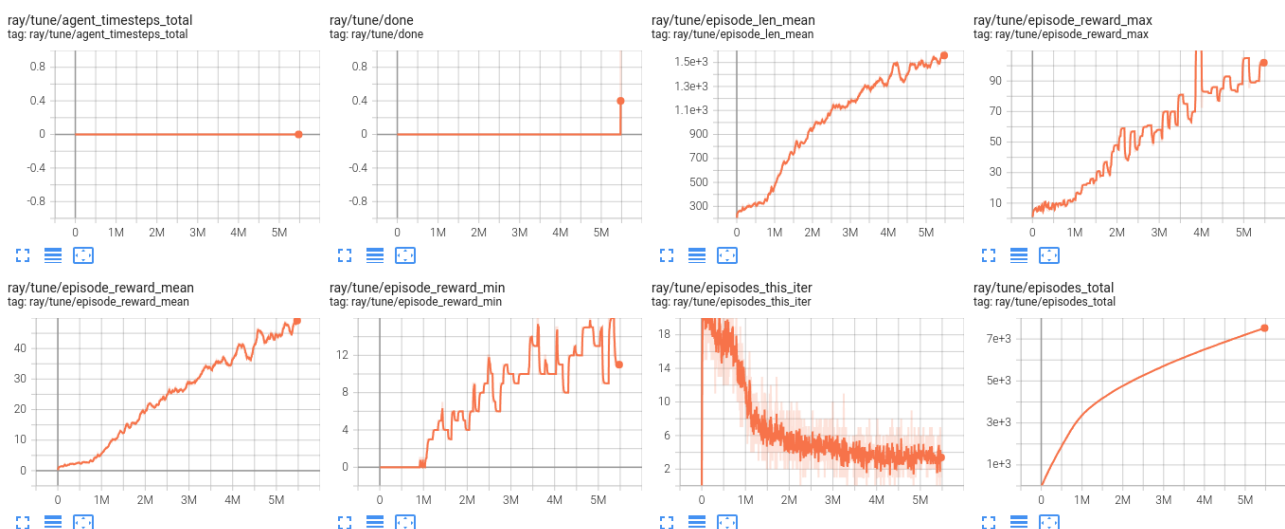 ray/tune/agent_timesteps_total
tag: ray/tune/agent_timesteps_total
0.8
0.4
0
-0.4
-0.8
0 1M 2M 3M 4M 5M
ray/tune/done
tag: ray/tune/done
0.8
0.4
0
-0.4
-0.8
0 1M 2M 3M 4M 5M
ray/tune/episode_len_mean
tag: ray/tune/episode_len_mean
1.5e+3
1.3e+3
1.1e+3
900
700
500
300
0 1M 2M 3M 4M 5M
ray/tune/episode_reward_max
tag: ray/tune/episode_reward_max
90
70
50
30
10
0 1M 2M 3M 4M 5M
ray/tune/episode_reward_mean
tag: ray/tune/episode_reward_mean
40
30
20
10
0
0 1M 2M 3M 4M 5M
ray/tune/episode_reward_min
tag: ray/tune/episode_reward_min
12
8
4
0
0 1M 2M 3M 4M 5M
ray/tune/episodes_this_iter
tag: ray/tune/episodes_this_iter
18
14
10
6
2
0 1M 2M 3M 4M 5M
ray/tune/episodes_total
tag: ray/tune/episodes_total
7e+3
5e+3
3e+3
1e+3
0 1M 2M 3M 4M 5M